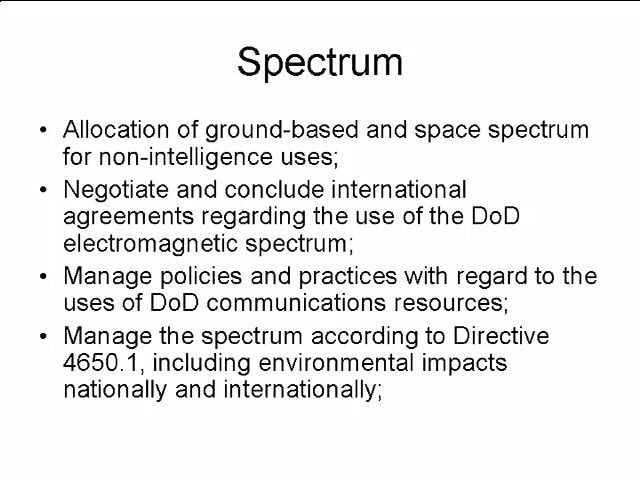 Spectrum
• Allocation of ground-based and space spectrum
for non-intelligence uses;
• Negotiate and conclude international
agreements regarding the use of the DoD
electromagnetic spectrum;
• Manage policies and practices with regard to the
uses of DoD communications resources;
• Manage the spectrum according to Directive
4650.1, including environmental impacts
nationally and internationally;